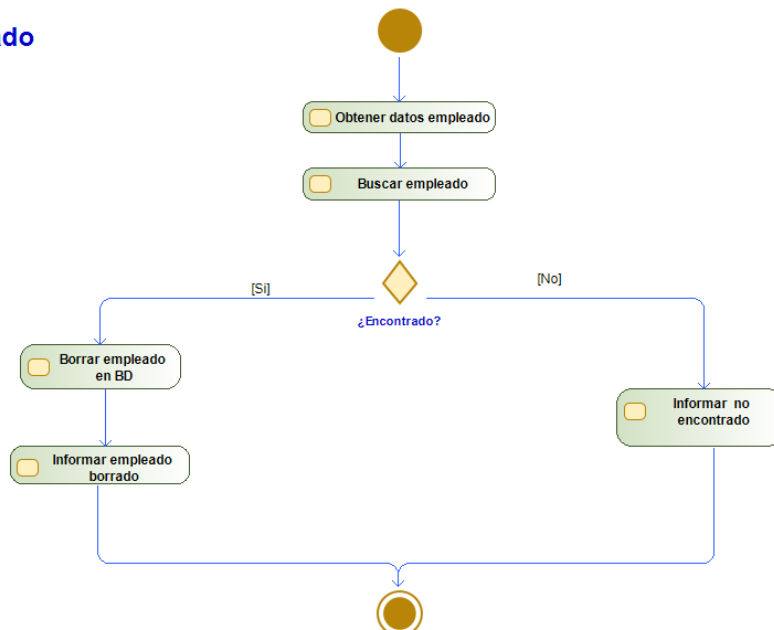 ado
Obtener datos empleado
Buscar empleado
[Si]
[No]
¿Encontrado?
Borrar empleado
en BD
Informar no
encontrado
Informar empleado
borrado